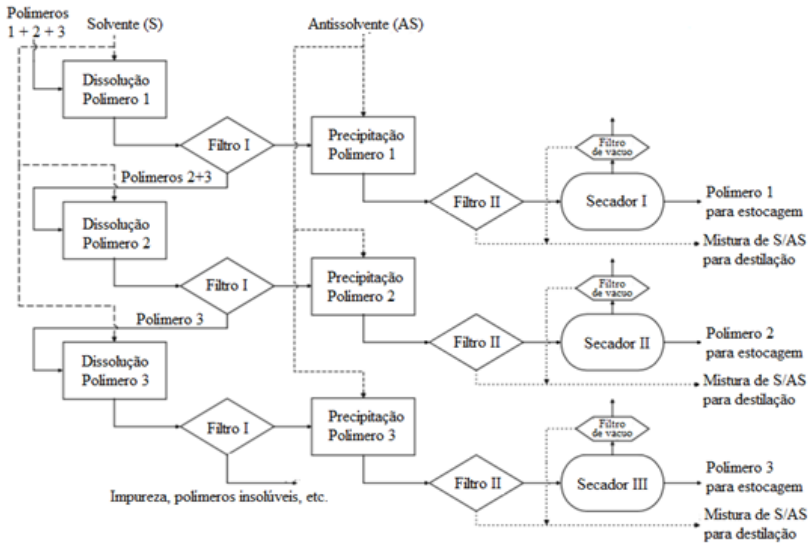 Polímeros
1 + 2 + 3
Solvente (S)
Antissolvente (AS)
Dissolução
Polímero 1
Filtro I
Precipitação
Polímero 1
Filtro
de vácuo
Filtro II
Secador I
Polímero 1
para estocagem
Mistura de S/AS
para destilação
Polímeros 2+3
Dissolução
Polímero 2
Filtro I
Precipitação
Polímero 2
Filtro
de vácuo
Filtro II
Secador II
Polímero 2
para estocagem
Mistura de S/AS
para destilação
Polímero 3
Dissolução
Polímero 3
Filtro I
Precipitação
Polímero 3
Filtro
de vácuo
Filtro II
Secador III
Polímero 3
para estocagem
Mistura de S/AS
para destilação
Impureza, polímeros insolúveis, etc.